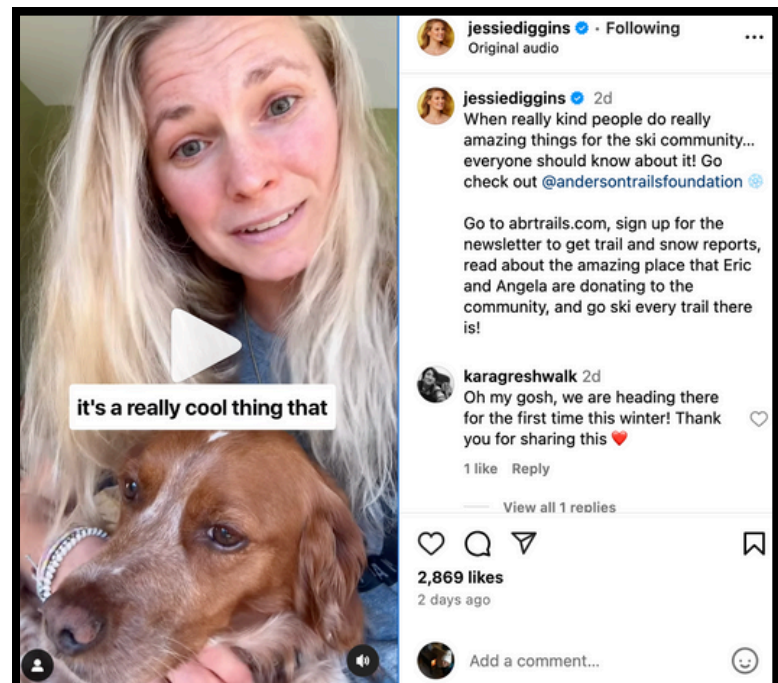 jessiediggins · Following
Original audio
jessiediggins 2d
When really kind people do really
amazing things for the ski community...
everyone should know about it! Go
check out @andersontrailsfoundation ❄️
Go to abrtrails.com, sign up for the
newsletter to get trail and snow reports,
read about the amazing place that Eric
and Angela are donating to the
community, and go ski every trail there
is!
it's a really cool thing that
karagreshwalk 2d
Oh my gosh, we are heading there
for the first time this winter! Thank
you for sharing this ❤️
1 like Reply
View all 1 replies
2,869 likes
2 days ago
Add a comment...